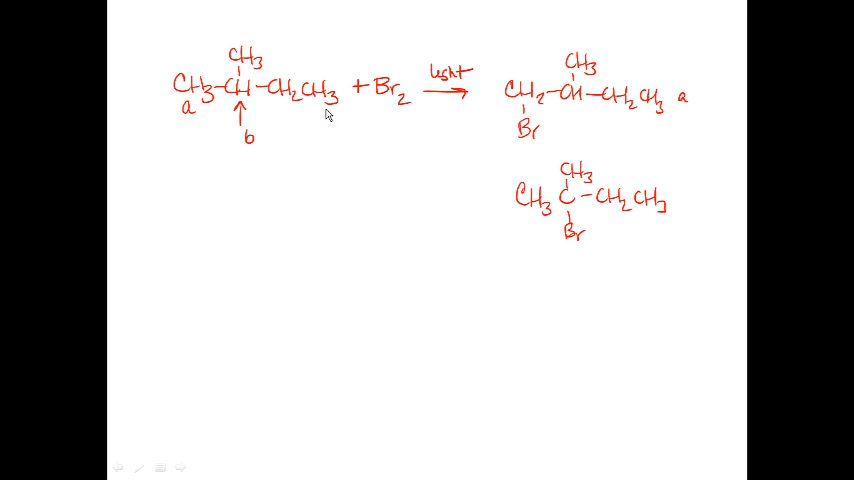 CH3
CH3-CH-CH2CH3 + Br2
light
a
b
CH3
CH2-CH-CH2CH3 a
Br
CH3
CH3 C-CH2CH3
Br